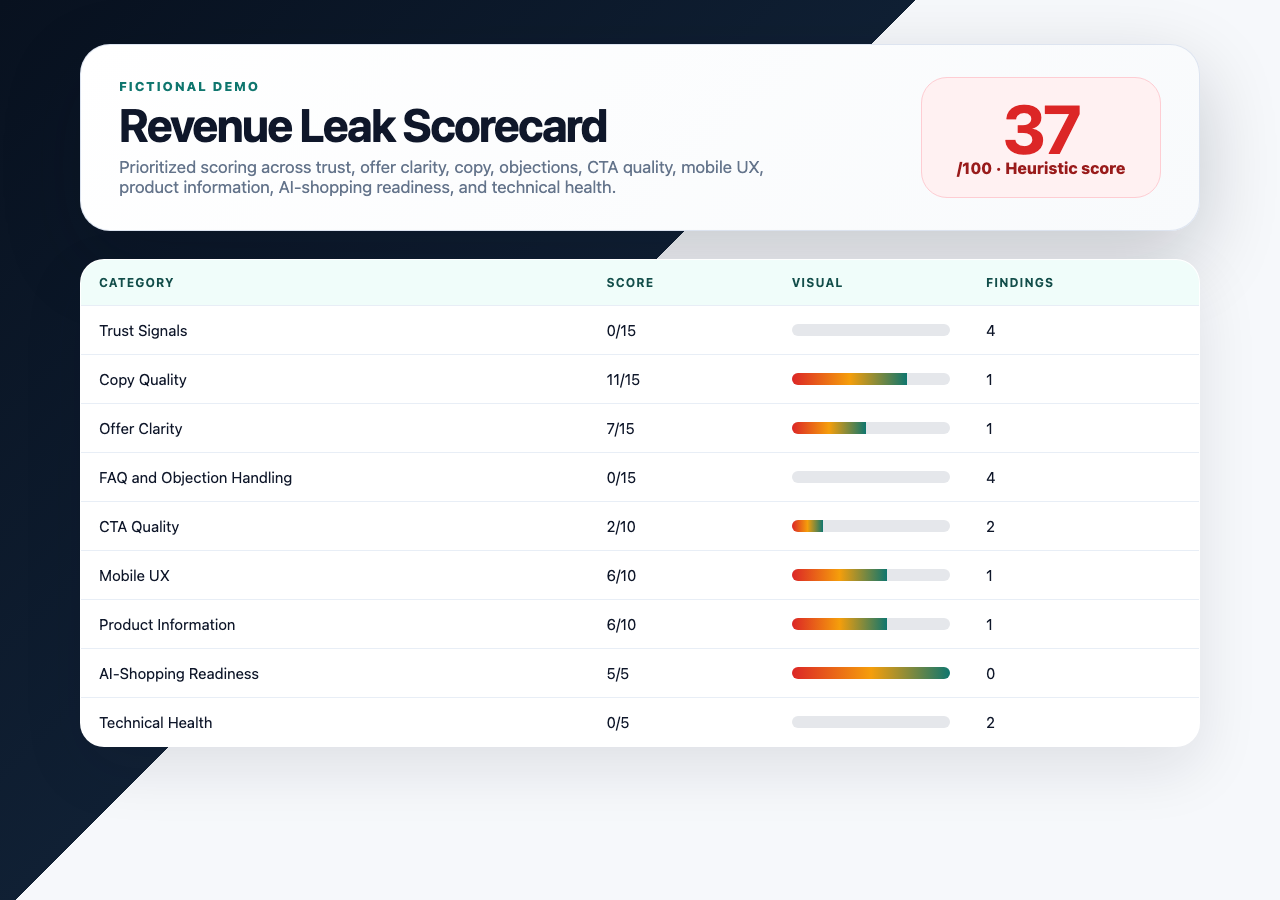 FICTIONAL DEMO
Revenue Leak Scorecard
Prioritized scoring across trust, offer clarity, copy, objections, CTA quality, mobile UX,
product information, AI-shopping readiness, and technical health.
37
/100 · Heuristic score
CATEGORY SCORE VISUAL FINDINGS
Trust Signals 0/15 4
Copy Quality 11/15 1
Offer Clarity 7/15 1
FAQ and Objection Handling 0/15 4
CTA Quality 2/10 2
Mobile UX 6/10 1
Product Information 6/10 1
AI-Shopping Readiness 5/5 0
Technical Health 0/5 2